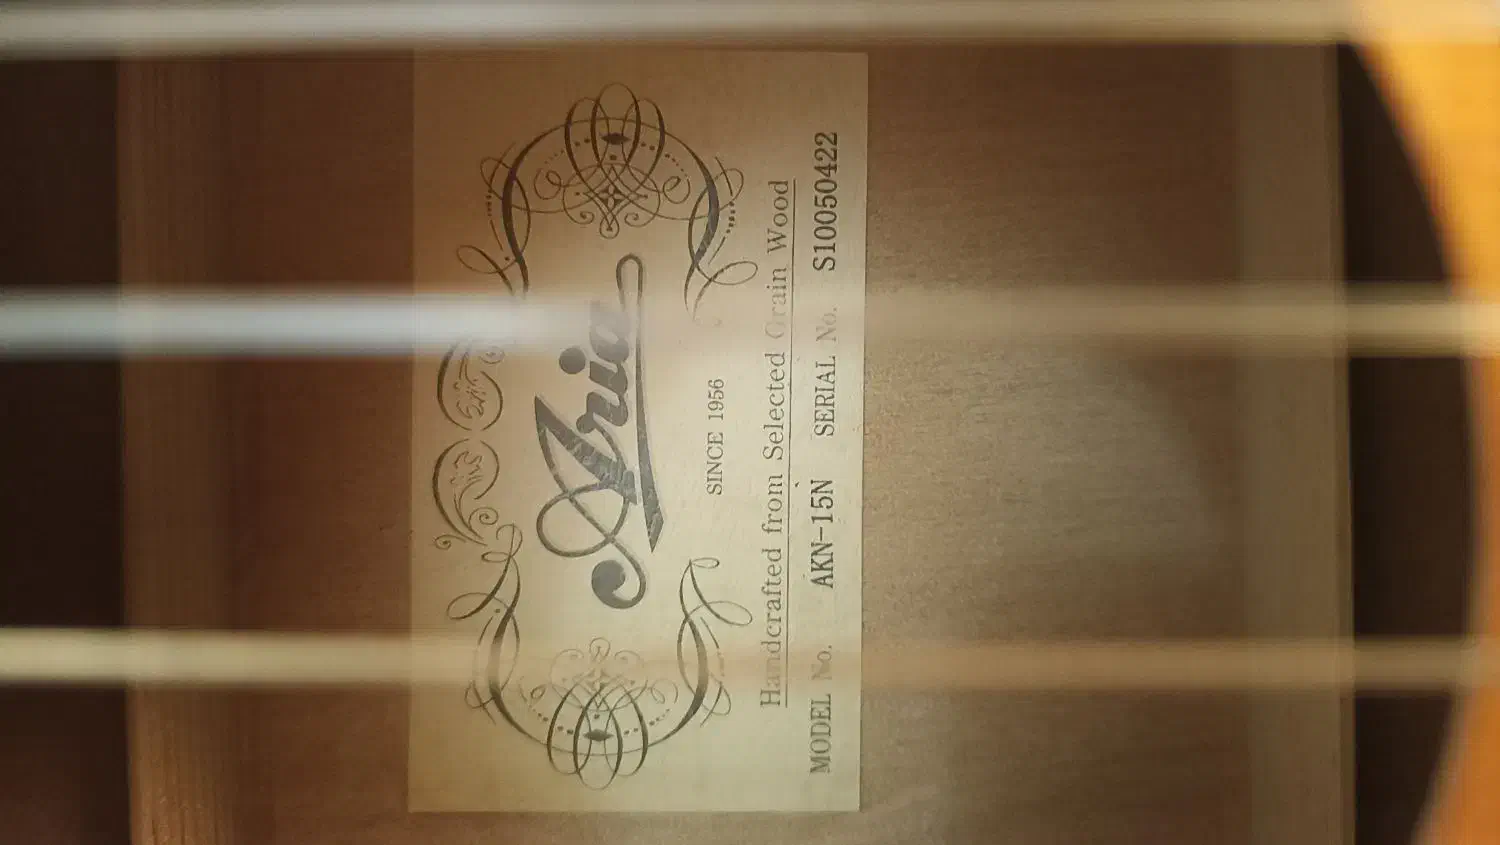 Aria
SINCE 1956
Handcrafted from Selected Grain Wood
MODEL No. AKN-15N SERIAL No. S10050422